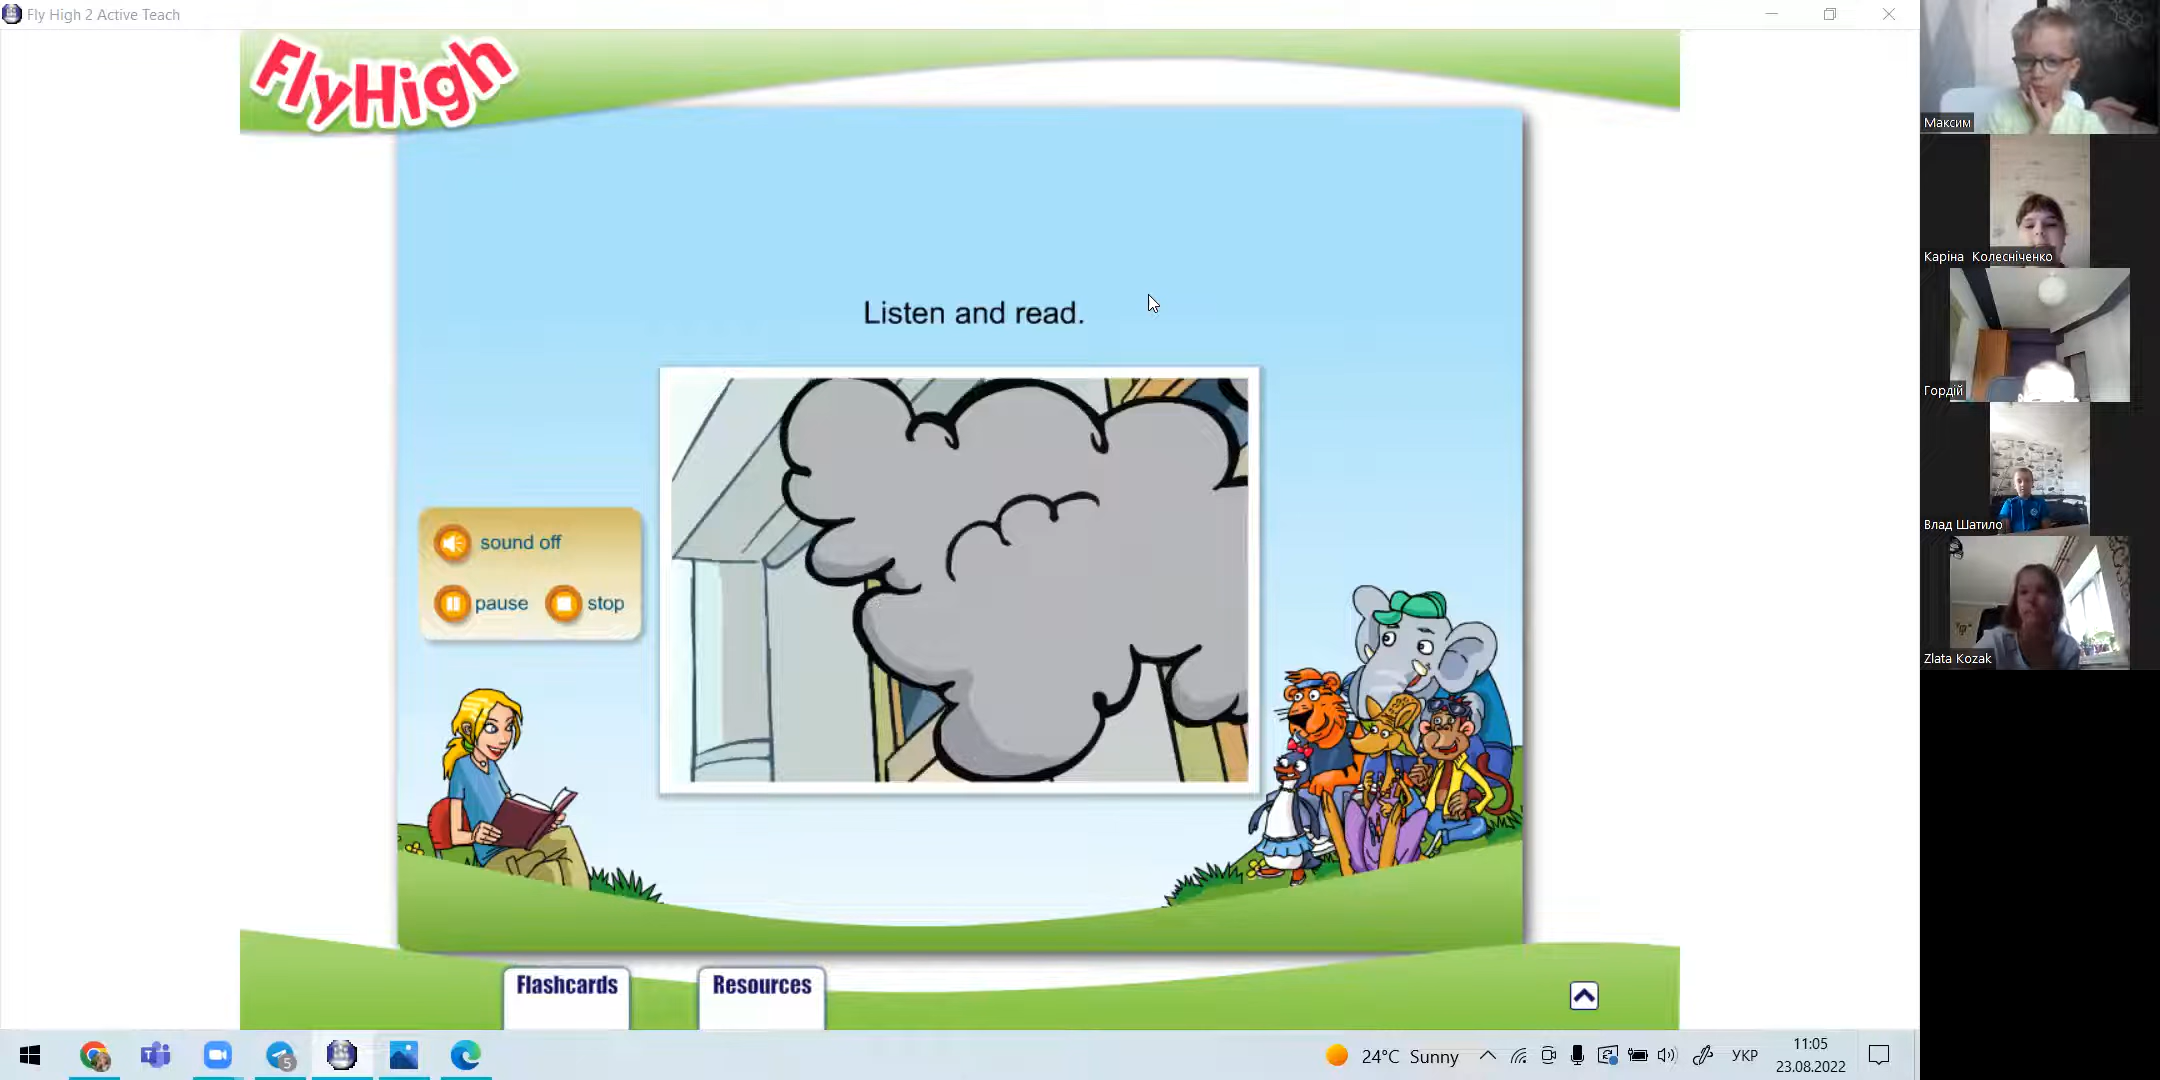 Fly High 2 Active Teach
FlyHigh
Listen and read.
sound off
pause
stop
Flashcards
Resources
Максим
Каріна Колесніченко
Гордій
Влад Шатило
Zlata Kozak
5
24°C Sunny
УКР
11:05
23.08.2022